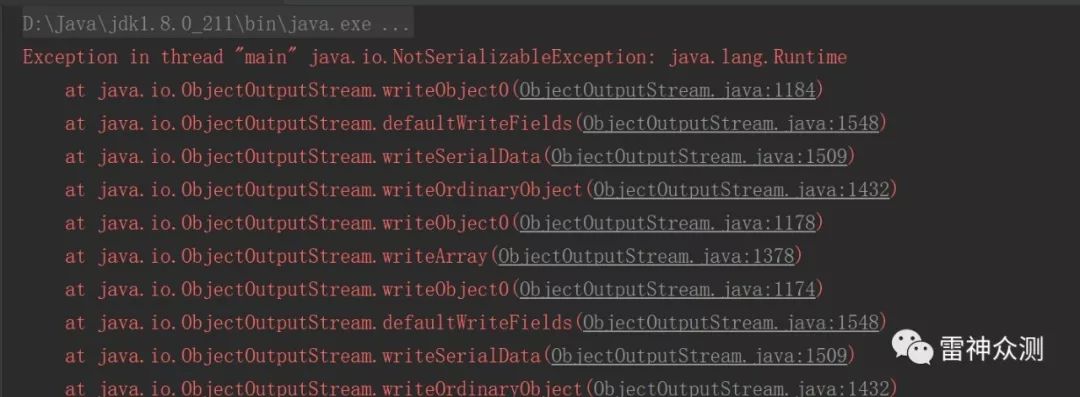 D:\Java\jdk1.8.0_211\bin\java.exe ...
Exception in thread "main" java.io.NotSerializableException: java.lang.Runtime
at java.io.ObjectOutputStream.writeObject0(ObjectOutputStream.java:1184)
at java.io.ObjectOutputStream.defaultWriteFields(ObjectOutputStream.java:1548)
at java.io.ObjectOutputStream.writeSerialData(ObjectOutputStream.java:1509)
at java.io.ObjectOutputStream.writeOrdinaryObject(ObjectOutputStream.java:1432)
at java.io.ObjectOutputStream.writeObject0(ObjectOutputStream.java:1178)
at java.io.ObjectOutputStream.writeArray(ObjectOutputStream.java:1378)
at java.io.ObjectOutputStream.writeObject0(ObjectOutputStream.java:1174)
at java.io.ObjectOutputStream.defaultWriteFields(ObjectOutputStream.java:1548)
at java.io.ObjectOutputStream.writeSerialData(ObjectOutputStream.java:1509)
雷神众测
at java.io.ObjectOutputStream.writeOrdinaryObject(ObjectOutputStream.java:1432)